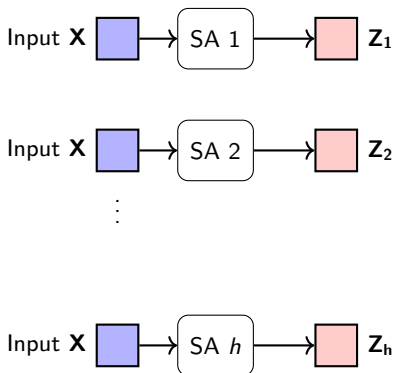 Input X SA 1 Z1
Input X SA 2 Z2
⋮
Input X SA h Zh